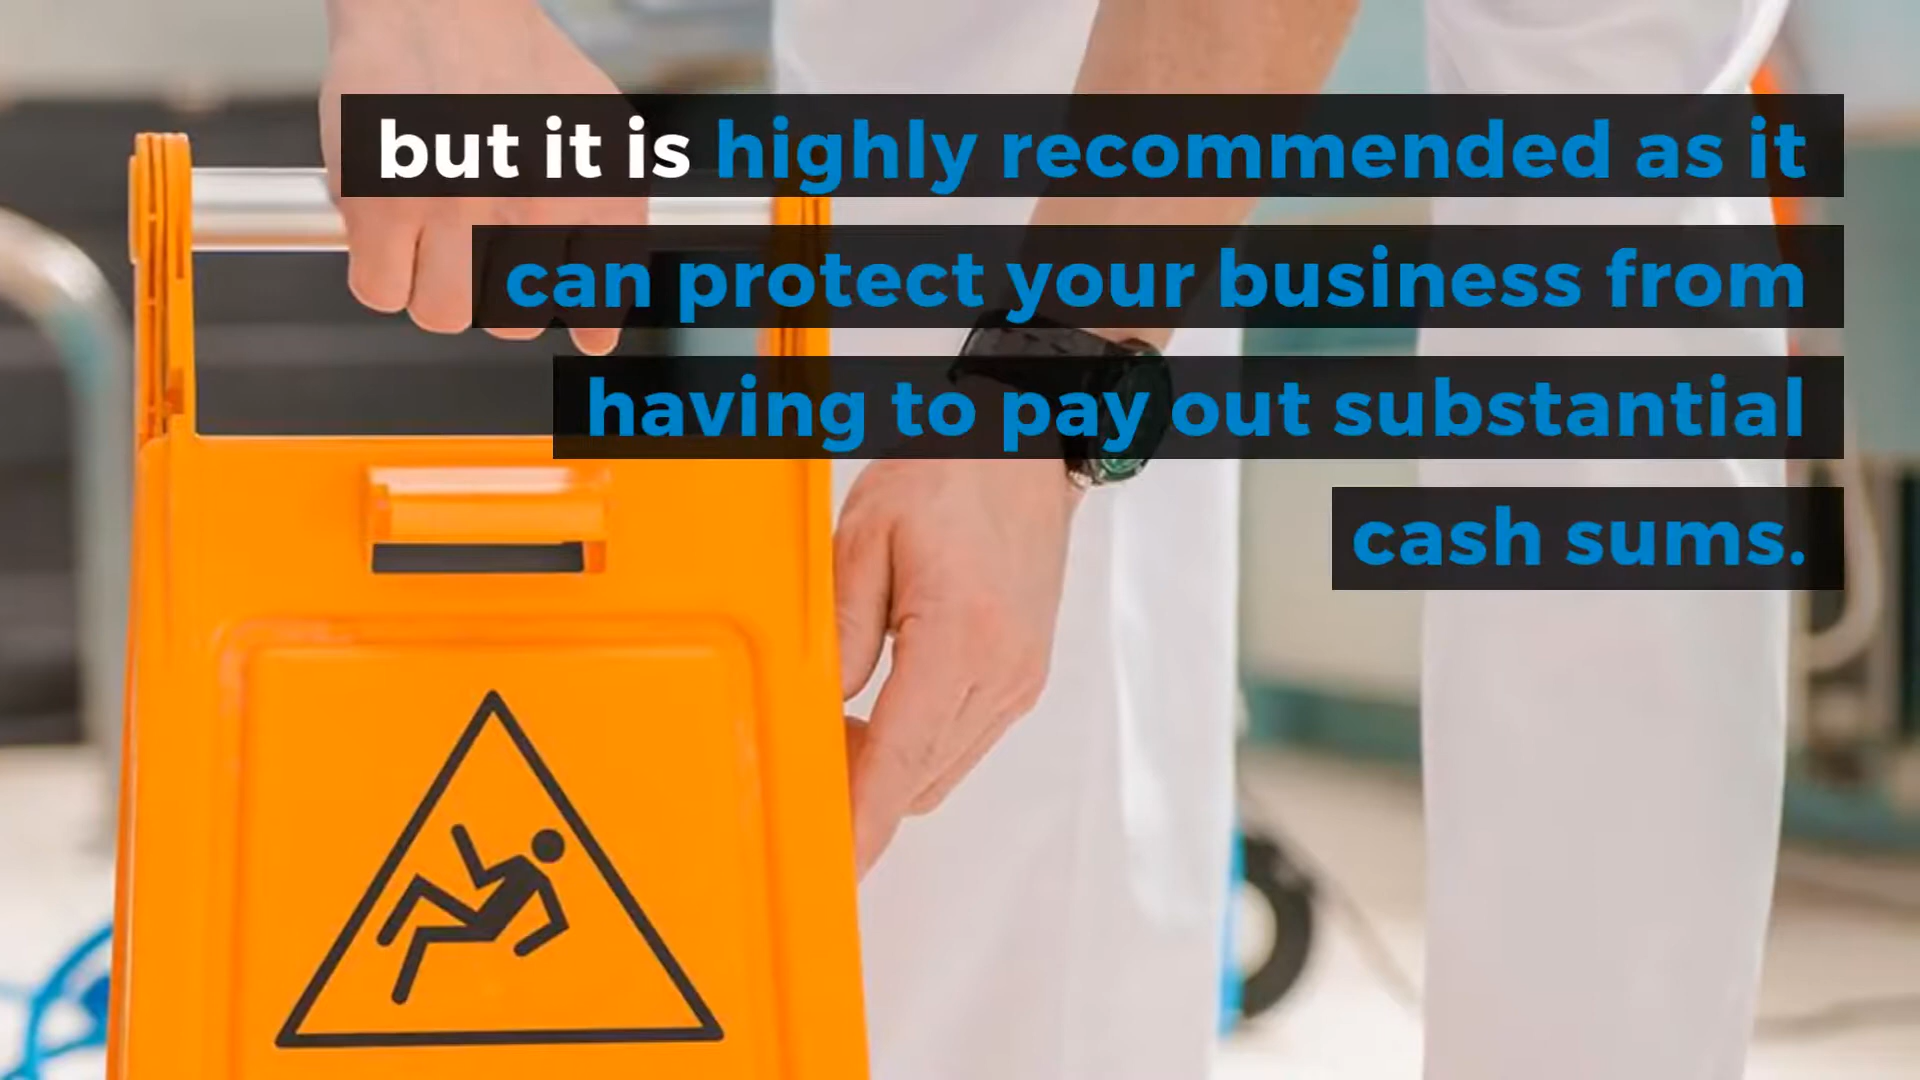 but it is highly recommended as it
can protect your business from
having to pay out substantial
cash sums.